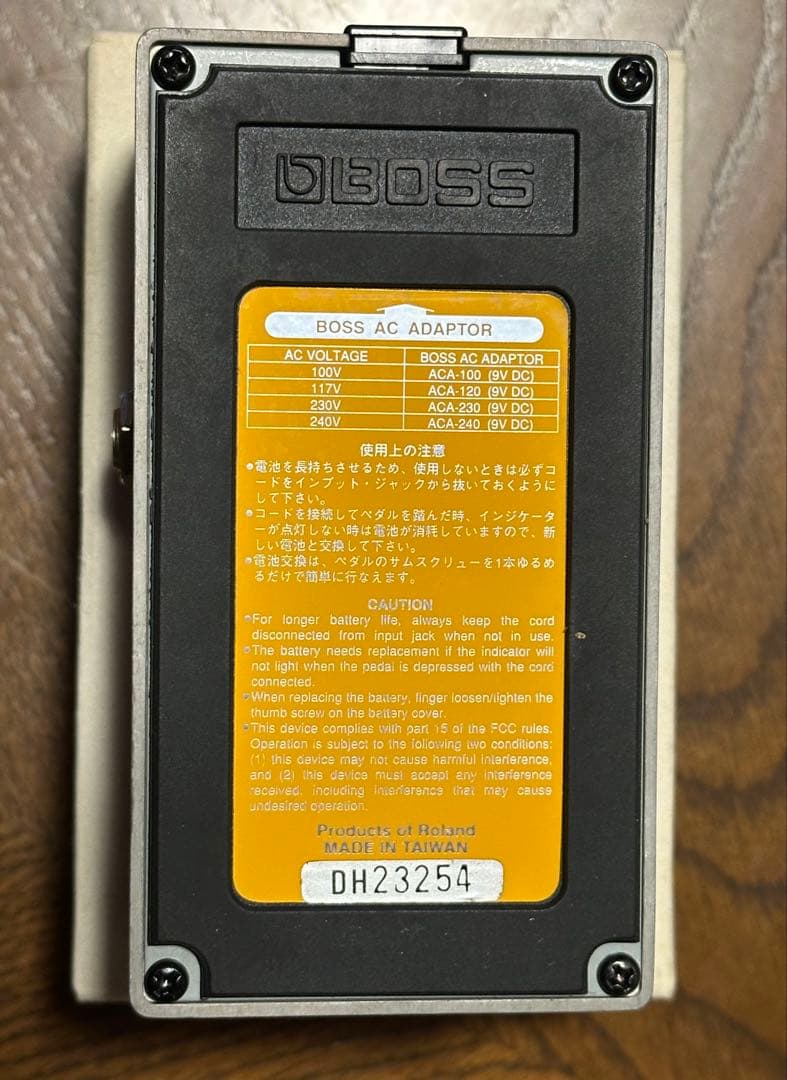 BOSS
BOSS AC ADAPTOR
AC VOLTAGE BOSS AC ADAPTOR
100V ACA-100 (9V DC)
117V ACA-120 (9V DC)
230V ACA-230 (9V DC)
240V ACA-240 (9V DC)
使用上の注意
●電池を長持ちさせるため、使用しないときは必ずコ
ードをインプット・ジャックから抜いておくように
して下さい。
●コードを接続してペダルを踏んだ時、インジケータ
ーが点灯しない時は電池が消耗していますので、新
しい電池と交換して下さい。
●電池交換は、ペダルのサムスクリューを1本ゆるめ
るだけで簡単に行なえます。
CAUTION
●For longer battery life, always keep the cord
disconnected from input jack when not in use.
●The battery needs replacement if the indicator will
not light when the pedal is depressed with the cord
connected.
●When replacing the battery, finger loosen/tighten the
thumb screw on the battery cover.
●This device complies with part 15 of the FCC rules.
Operation is subject to the following two conditions:
(1) this device may not cause harmful interference,
and (2) this device must accept any interference
received, including interference that may cause
undesired operation.
Products of Roland
MADE IN TAIWAN
DH23254